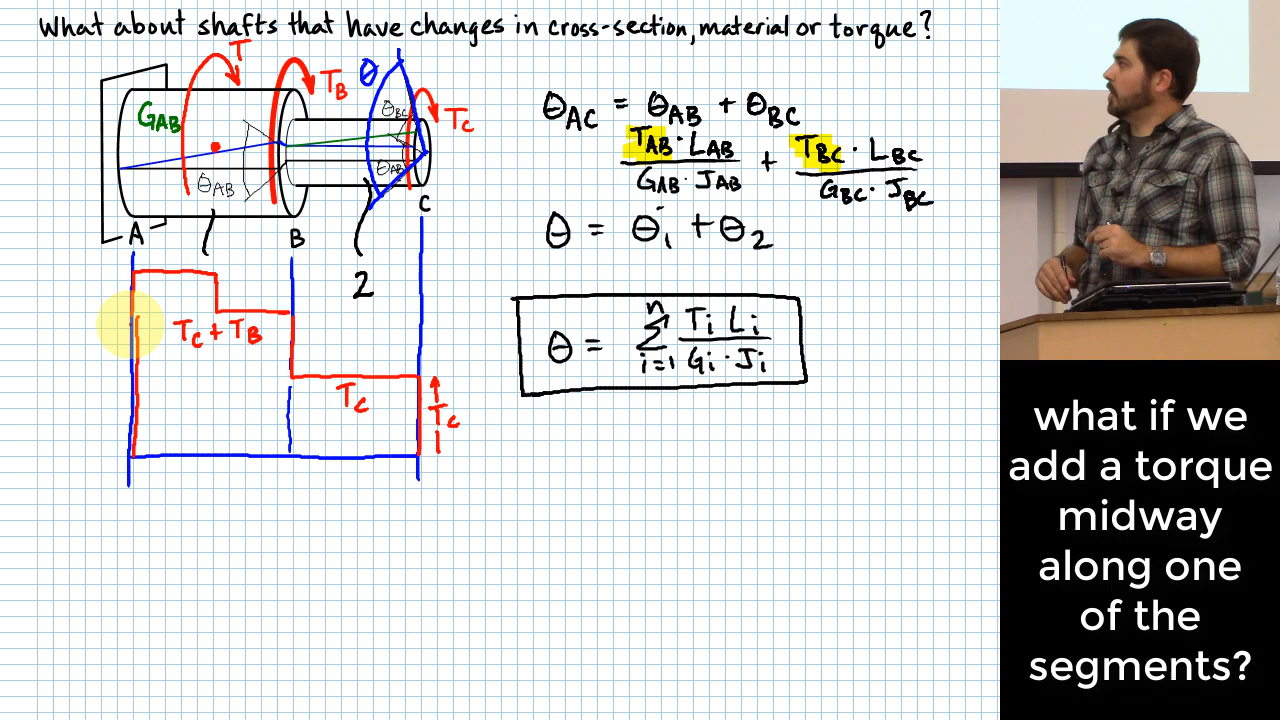 What about shafts that have changes in cross-section, material or torque?
T
T_B
θ
T_C
G_AB
θ_BC
θ_AB
θ_AB
A
B
C
1
2
T_C + T_B
T_C
T_C
θ_AC = θ_AB + θ_BC
T_AB · L_AB / G_AB · J_AB + T_BC · L_BC / G_BC · J_BC
θ = θ_1 + θ_2
θ = Σ_{i=1}^{n} T_i L_i / G_i · J_i
what if we
add a torque
midway
along one
of the
segments?